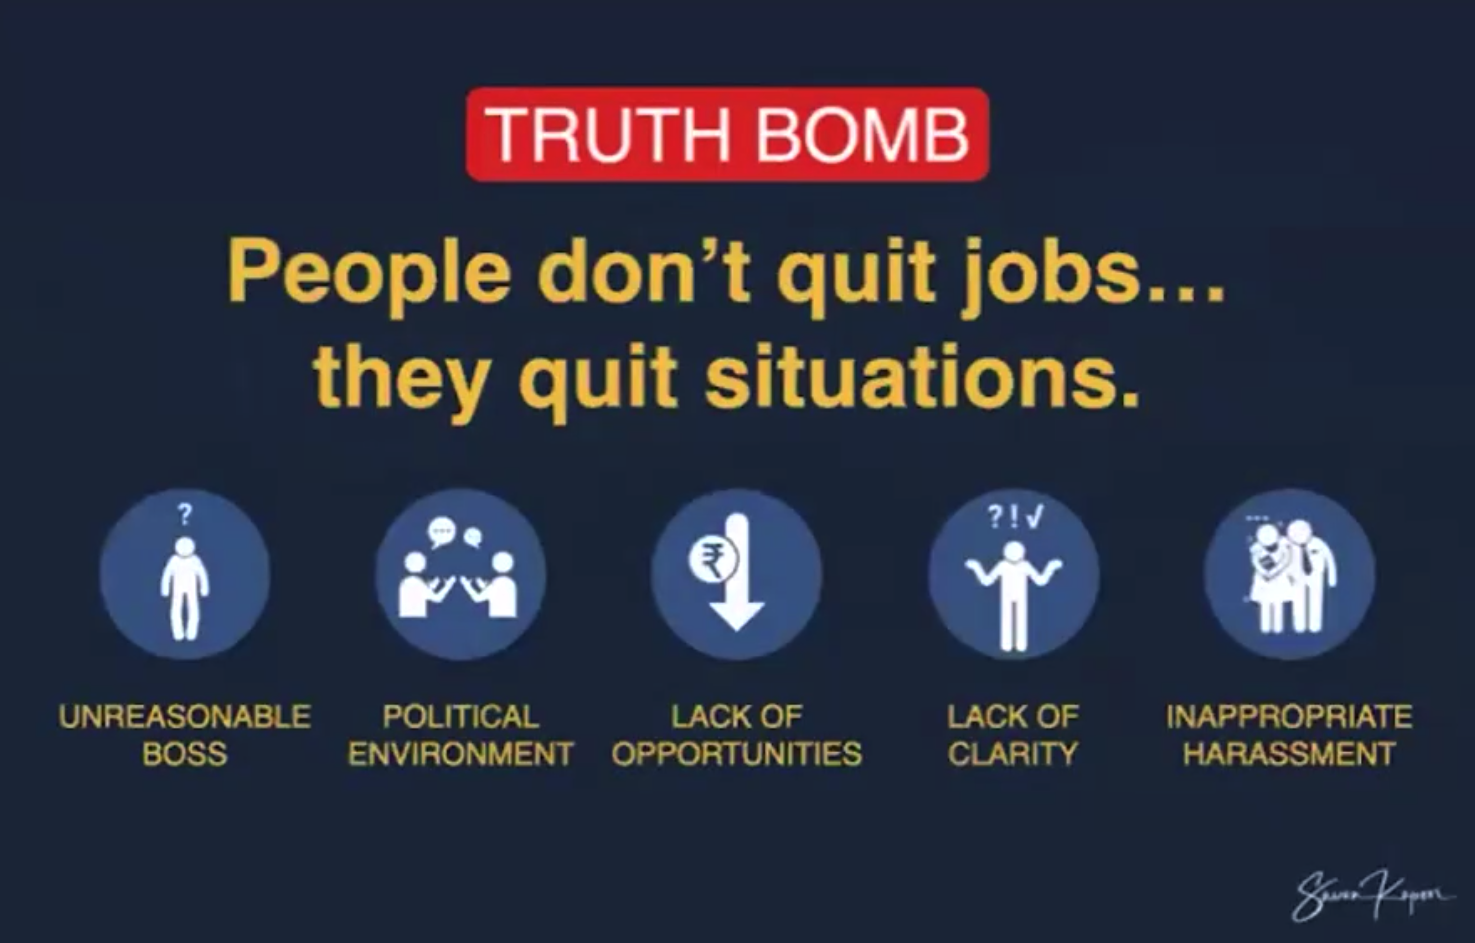 TRUTH BOMB
People don’t quit jobs...
they quit situations.
?
? ! √
₹
UNREASONABLE
BOSS
POLITICAL
ENVIRONMENT
LACK OF
OPPORTUNITIES
LACK OF
CLARITY
INAPPROPRIATE
HARASSMENT